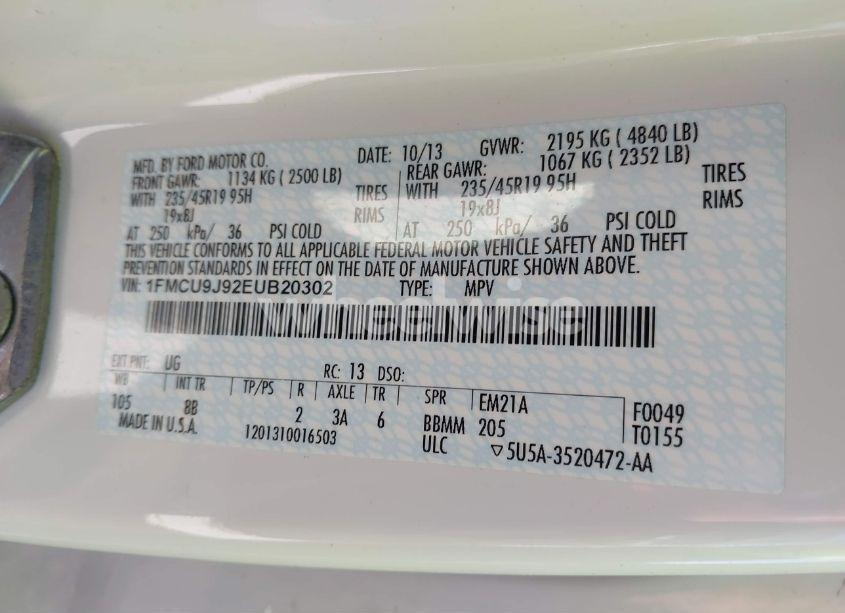 MFD. BY FORD MOTOR CO. DATE: 10/13 GVWR: 2195 KG ( 4840 LB)
FRONT GAWR: 1134 KG ( 2500 LB) REAR GAWR: 1067 KG ( 2352 LB)
WITH 235/45R19 95H TIRES WITH 235/45R19 95H TIRES
19x8J RIMS 19x8J RIMS
AT 250 kPa/ 36 PSI COLD AT 250 kPa/ 36 PSI COLD
THIS VEHICLE CONFORMS TO ALL APPLICABLE FEDERAL MOTOR VEHICLE SAFETY AND THEFT
PREVENTION STANDARDS IN EFFECT ON THE DATE OF MANUFACTURE SHOWN ABOVE.
VIN: 1FMCU9J92EUB20302 TYPE: MPV
wheelwise
EXT PNT: UG RC: 13 DSO:
WB INT TR TP/PS R AXLE TR SPR EM21A F0049
105 8B 2 3A 6 BBMM 205 T0155
MADE IN U.S.A. 1201310016503 ULC ▽5U5A-3520472-AA